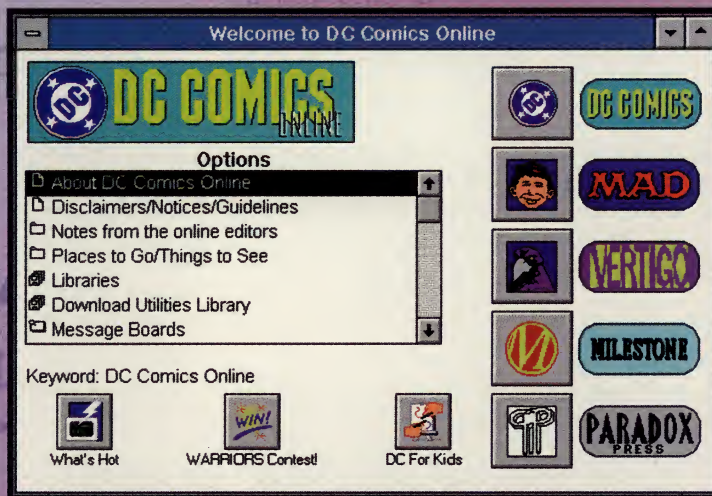 Welcome to DC Comics Online
DC
DC COMICS
ONLINE
Options
About DC Comics Online
Disclaimers/Notices/Guidelines
Notes from the online editors
Places to Go/Things to See
Libraries
Download Utilities Library
Message Boards
Keyword: DC Comics Online
What's Hot
WIN!
WARRIORS Contest!
DC For Kids
DC
DC COMICS
MAD
VERTIGO
M
MILESTONE
PARADOX
PRESS